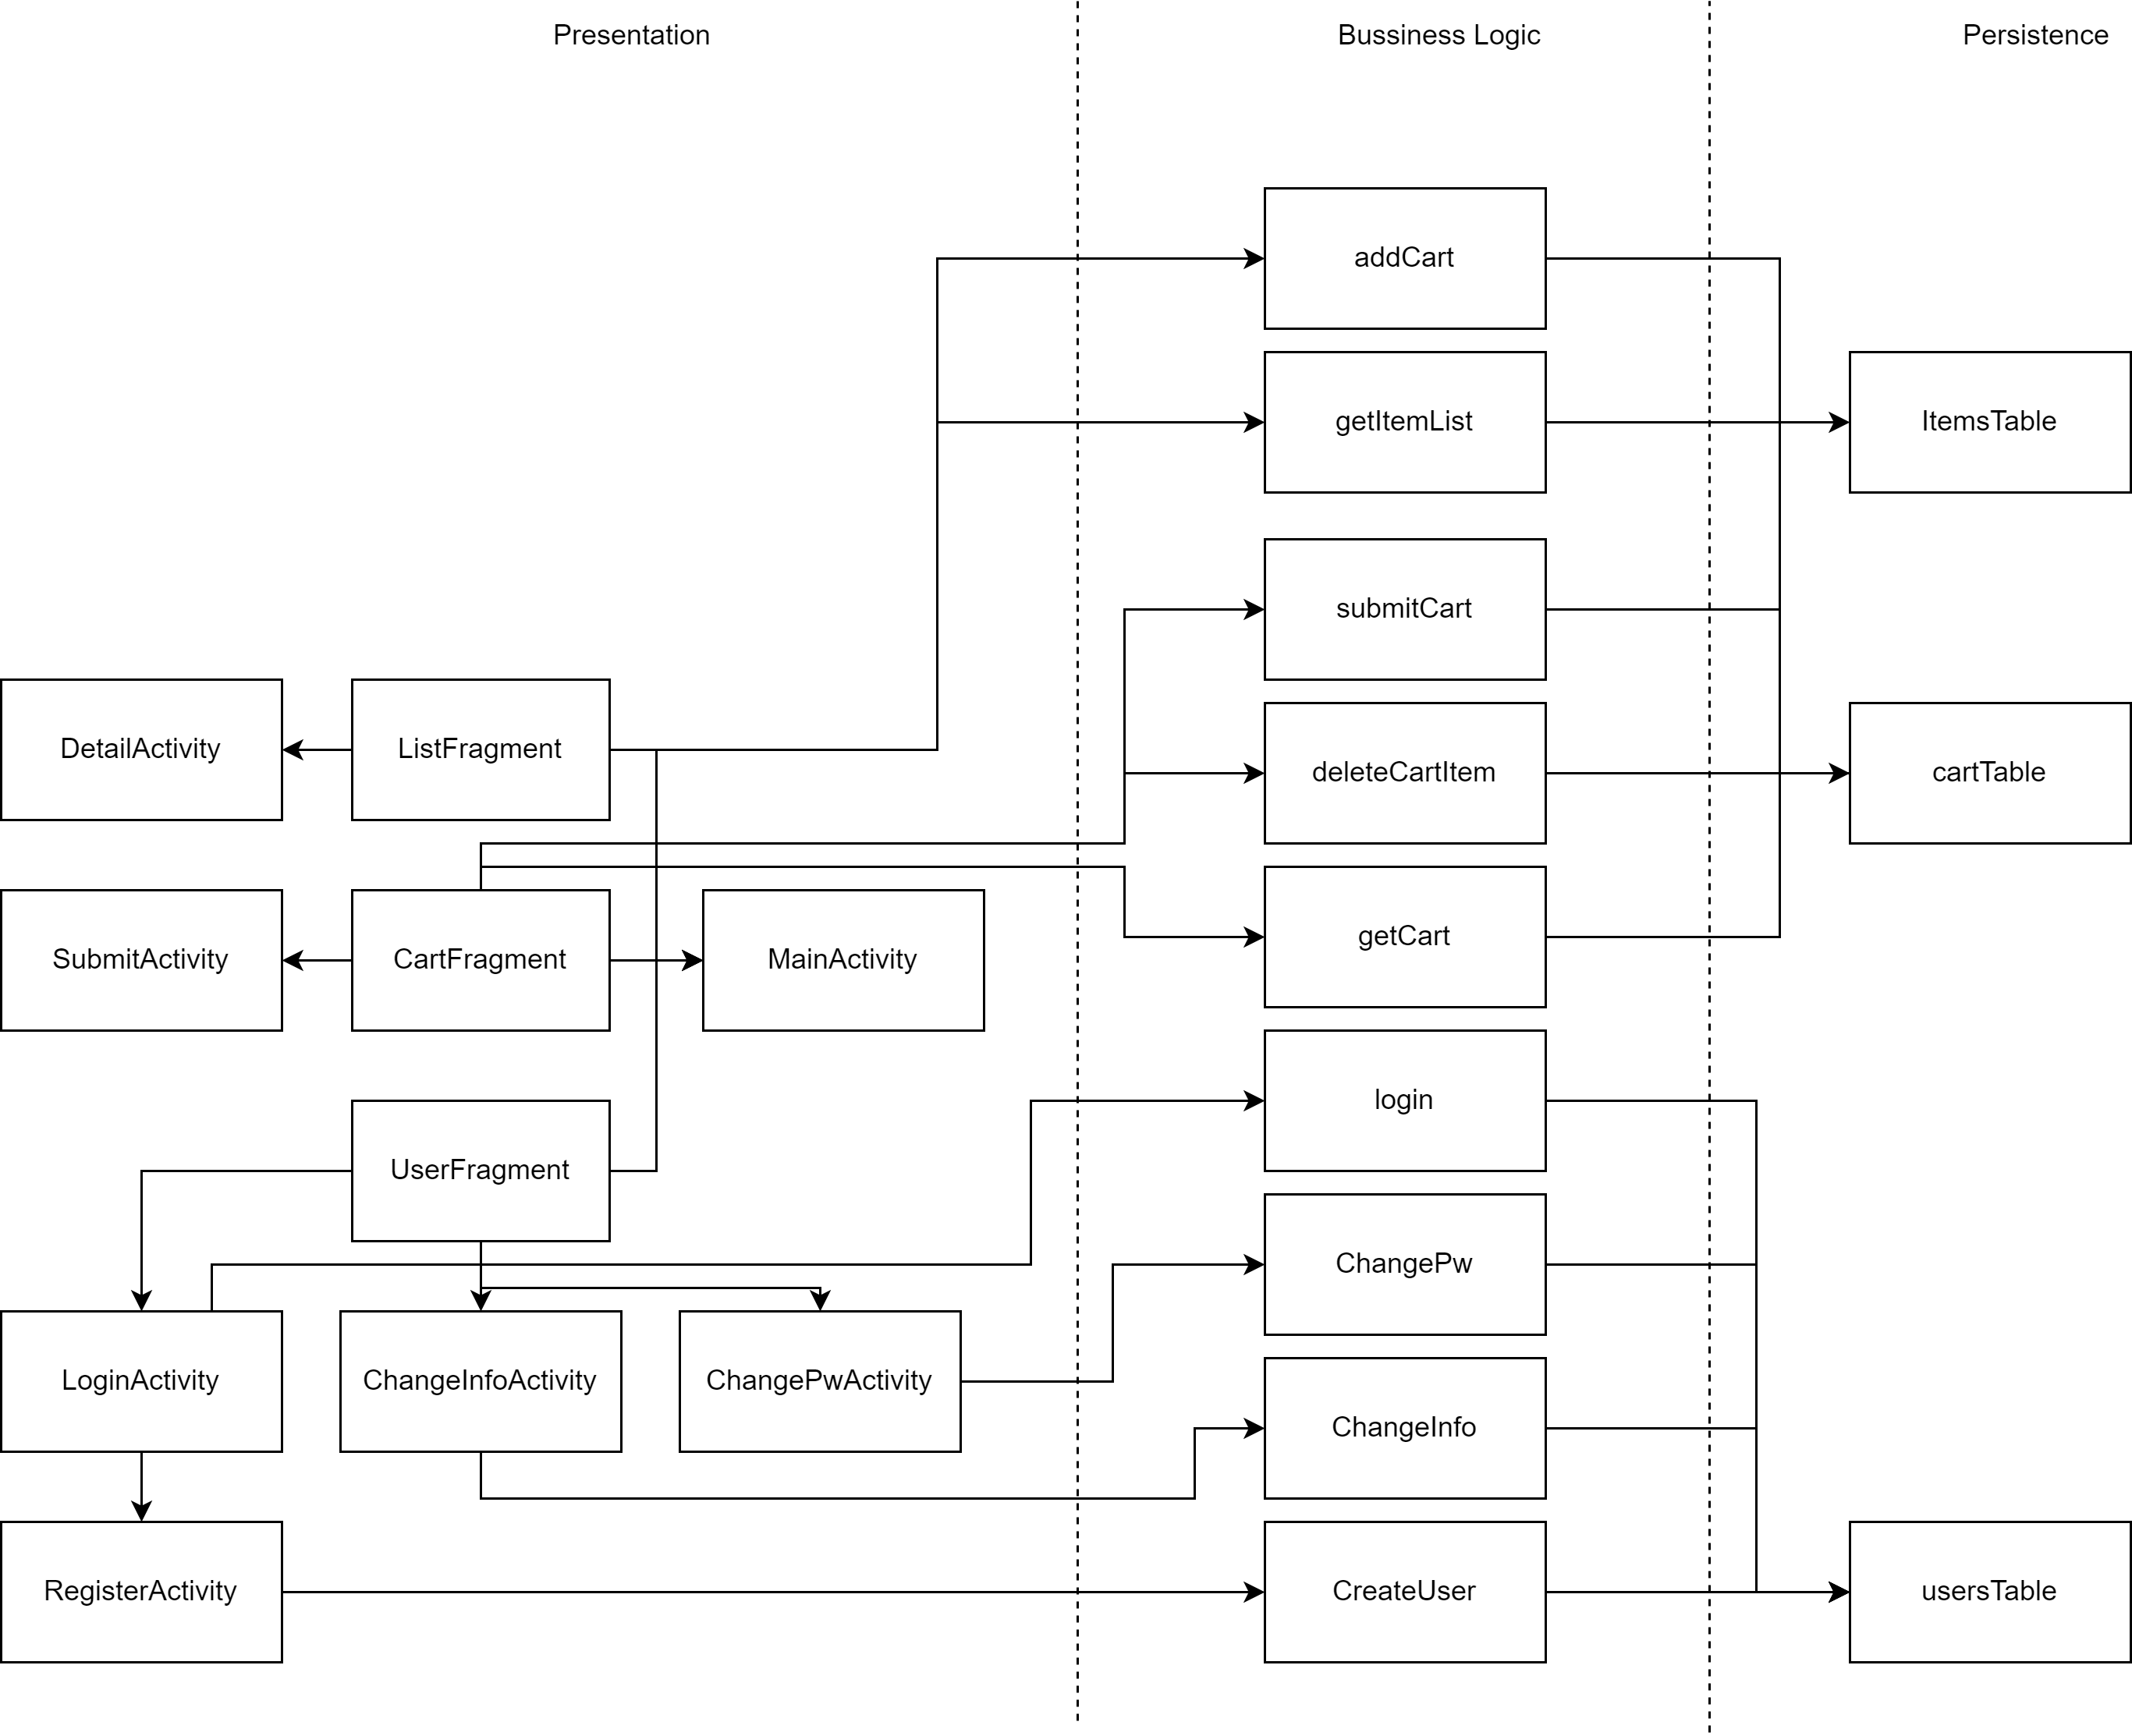 Presentation
Bussiness Logic
Persistence
addCart
getItemList
ItemsTable
submitCart
DetailActivity
ListFragment
deleteCartItem
cartTable
SubmitActivity
CartFragment
MainActivity
getCart
login
UserFragment
ChangePw
LoginActivity
ChangeInfoActivity
ChangePwActivity
ChangeInfo
RegisterActivity
CreateUser
usersTable